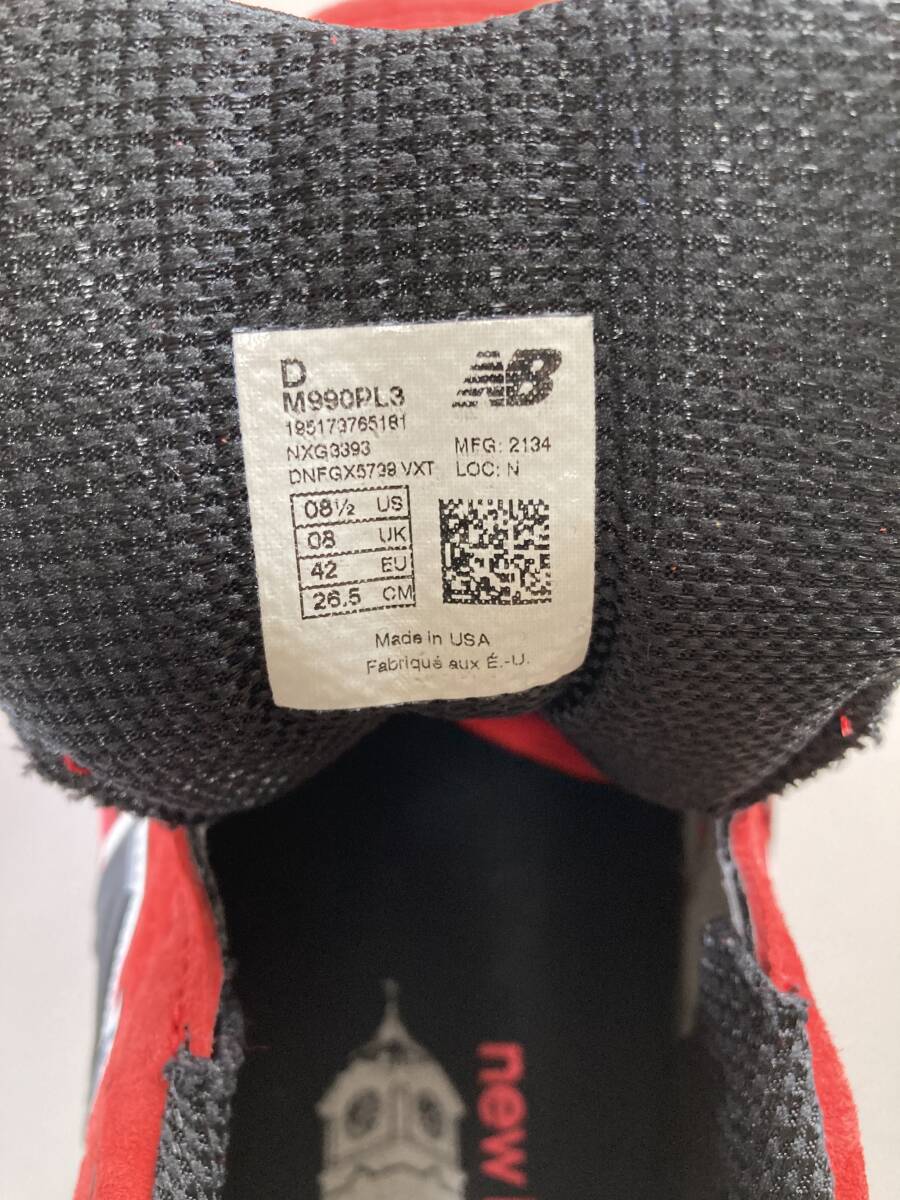 D
M990PL3
195173765181
NXG3393
DNFGX5739 VXT
NB
MFG: 2134
LOC: N
08½ US
08 UK
42 EU
26.5 CM
Made in USA
Fabriqué aux É.-U.
new